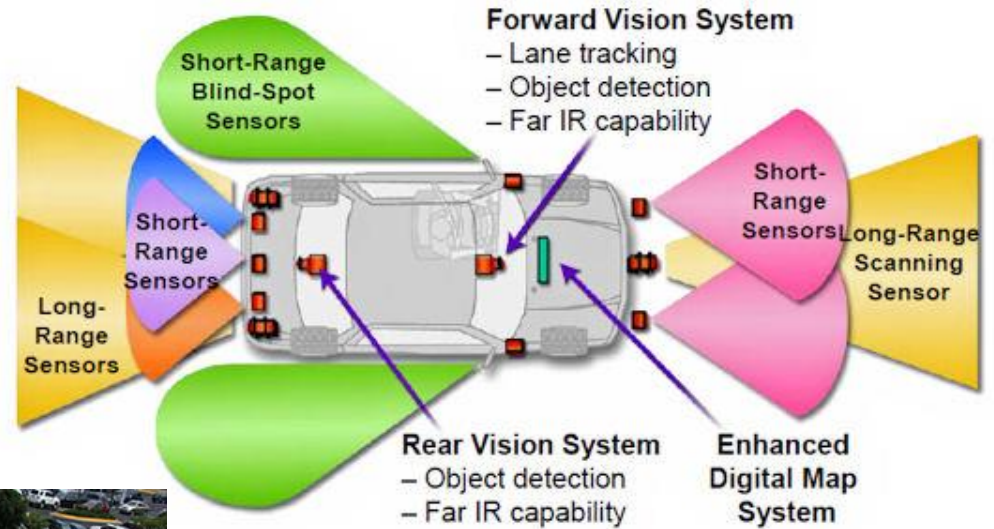 Forward Vision System
– Lane tracking
– Object detection
– Far IR capability
Short-Range
Blind-Spot
Sensors
Short-
Range
Sensors
Long-Range
Scanning
Sensor
Short-
Range
Sensors
Long-
Range
Sensors
Rear Vision System
– Object detection
– Far IR capability
Enhanced
Digital Map
System